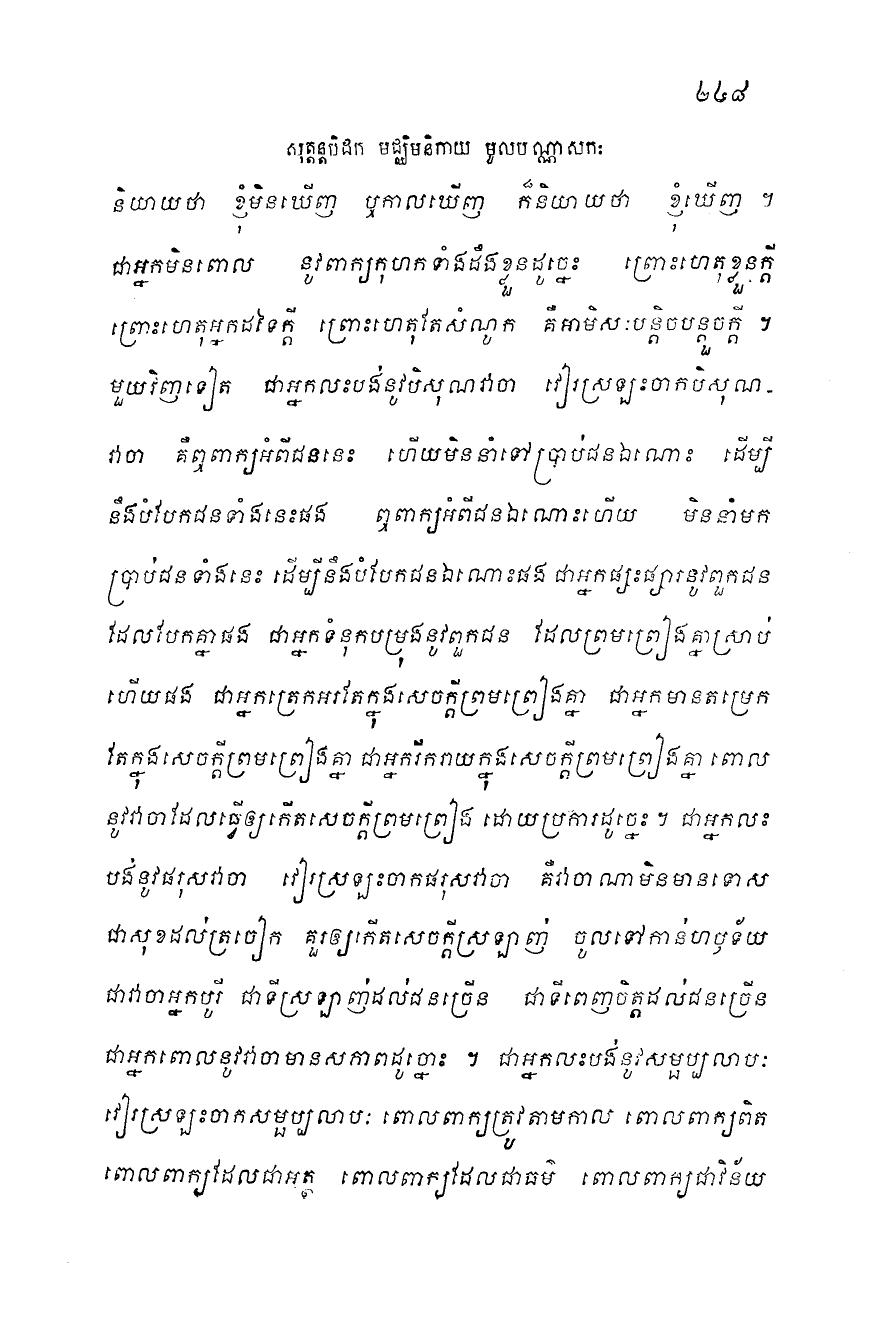 ២៤៨
សុត្តន្តបិដក មជ្ឈិមនិកាយ មូលបណ្ណាសកៈ
និយាយថា ខ្ញុំមិនឃើញ ឬកាលឃើញ ក៏និយាយថា ខ្ញុំឃើញ ។
ជាអ្នកមិនពោល នូវពាក្យកុហកទាំងដឹងខ្លួនដូច្នេះ ព្រោះហេតុខ្លួនក្តី
ព្រោះហេតុអ្នកដទៃក្តី ព្រោះហេតុតែសំណូក គឺអាមិសៈបន្តិចបន្តួចក្តី ។
មួយវិញទៀត ជាអ្នកលះបង់នូវបិសុណវាចា វៀរស្រឡះចាកបិសុណ-
វាចា គឺឮពាក្យអំពីជននេះ ហើយមិននាំទៅប្រាប់ជនឯណោះ ដើម្បី
នឹងបំបែកជនទាំងនេះផង ឮពាក្យអំពីជនឯណោះហើយ មិននាំមក
ប្រាប់ជនទាំងនេះ ដើម្បីនឹងបំបែកជនឯណោះផង ជាអ្នកផ្សះផ្សារនូវពួកជន
ដែលបែកគ្នាផង ជាអ្នកទំនុកបម្រុងនូវពួកជន ដែលព្រមព្រៀងគ្នាស្រាប់
ហើយផង ជាអ្នកត្រេកអរតែក្នុងសេចក្តីព្រមព្រៀងគ្នា ជាអ្នកមានតម្រេក
តែក្នុងសេចក្តីព្រមព្រៀងគ្នា ជាអ្នករីករាយក្នុងសេចក្តីព្រមព្រៀងគ្នា ពោល
នូវវាចាដែលធ្វើឲ្យកើតសេចក្តីព្រមព្រៀង ដោយប្រការដូច្នេះ ។ ជាអ្នកលះ
បង់នូវផរុសវាចា វៀរស្រឡះចាកផរុសវាចា គឺវាចាណាមិនមានទោស
ជាសុខដល់ត្រចៀក គួរឲ្យកើតសេចក្តីស្រឡាញ់ ចូលទៅកាន់ហឫទ័យ
ជាវាចាអ្នកបុរី ជាទីស្រឡាញ់ដល់ជនច្រើន ជាទីពេញចិត្តដល់ជនច្រើន
ជាអ្នកពោលនូវវាចាមានសភាពដូច្នោះ ។ ជាអ្នកលះបង់នូវសម្ផប្បលាបៈ
វៀរស្រឡះចាកសម្ផប្បលាបៈ ពោលពាក្យត្រូវតាមកាល ពោលពាក្យពិត
ពោលពាក្យដែលជាអត្ថ ពោលពាក្យដែលជាធម៌ ពោលពាក្យជាវិន័យ